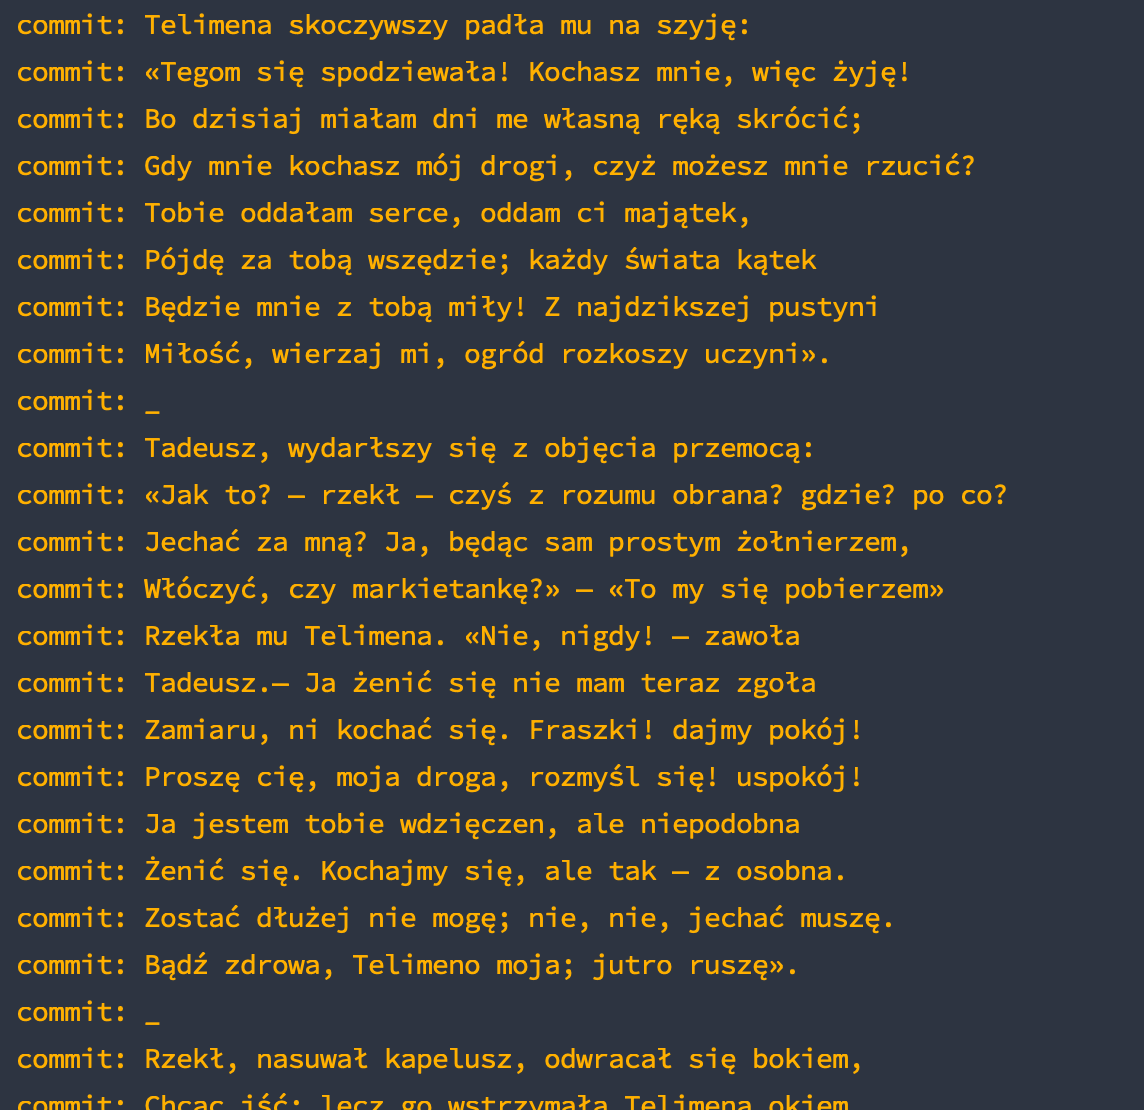 commit: Telimena skoczywszy padła mu na szyję:
commit: «Tegom się spodziewała! Kochasz mnie, więc żyję!
commit: Bo dzisiaj miałam dni me własną ręką skrócić;
commit: Gdy mnie kochasz mój drogi, czyż możesz mnie rzucić?
commit: Tobie oddałam serce, oddam ci majątek,
commit: Pójdę za tobą wszędzie; każdy świata kątek
commit: Będzie mnie z tobą miły! Z najdzikszej pustyni
commit: Miłość, wierzaj mi, ogród rozkoszy uczyni».
commit: _
commit: Tadeusz, wydarłszy się z objęcia przemocą:
commit: «Jak to? — rzekł — czyś z rozumu obrana? gdzie? po co?
commit: Jechać za mną? Ja, będąc sam prostym żołnierzem,
commit: Włóczyć, czy markietankę?» — «To my się pobierzem»
commit: Rzekła mu Telimena. «Nie, nigdy! — zawoła
commit: Tadeusz.— Ja żenić się nie mam teraz zgoła
commit: Zamiaru, ni kochać się. Fraszki! dajmy pokój!
commit: Proszę cię, moja droga, rozmyśl się! uspokój!
commit: Ja jestem tobie wdzięczen, ale niepodobna
commit: Żenić się. Kochajmy się, ale tak — z osobna.
commit: Zostać dłużej nie mogę; nie, nie, jechać muszę.
commit: Bądź zdrowa, Telimeno moja; jutro ruszę».
commit: _
commit: Rzekł, nasuwał kapelusz, odwracał się bokiem,
commit: Chcąc iść; lecz go wstrzymała Telimena okiem